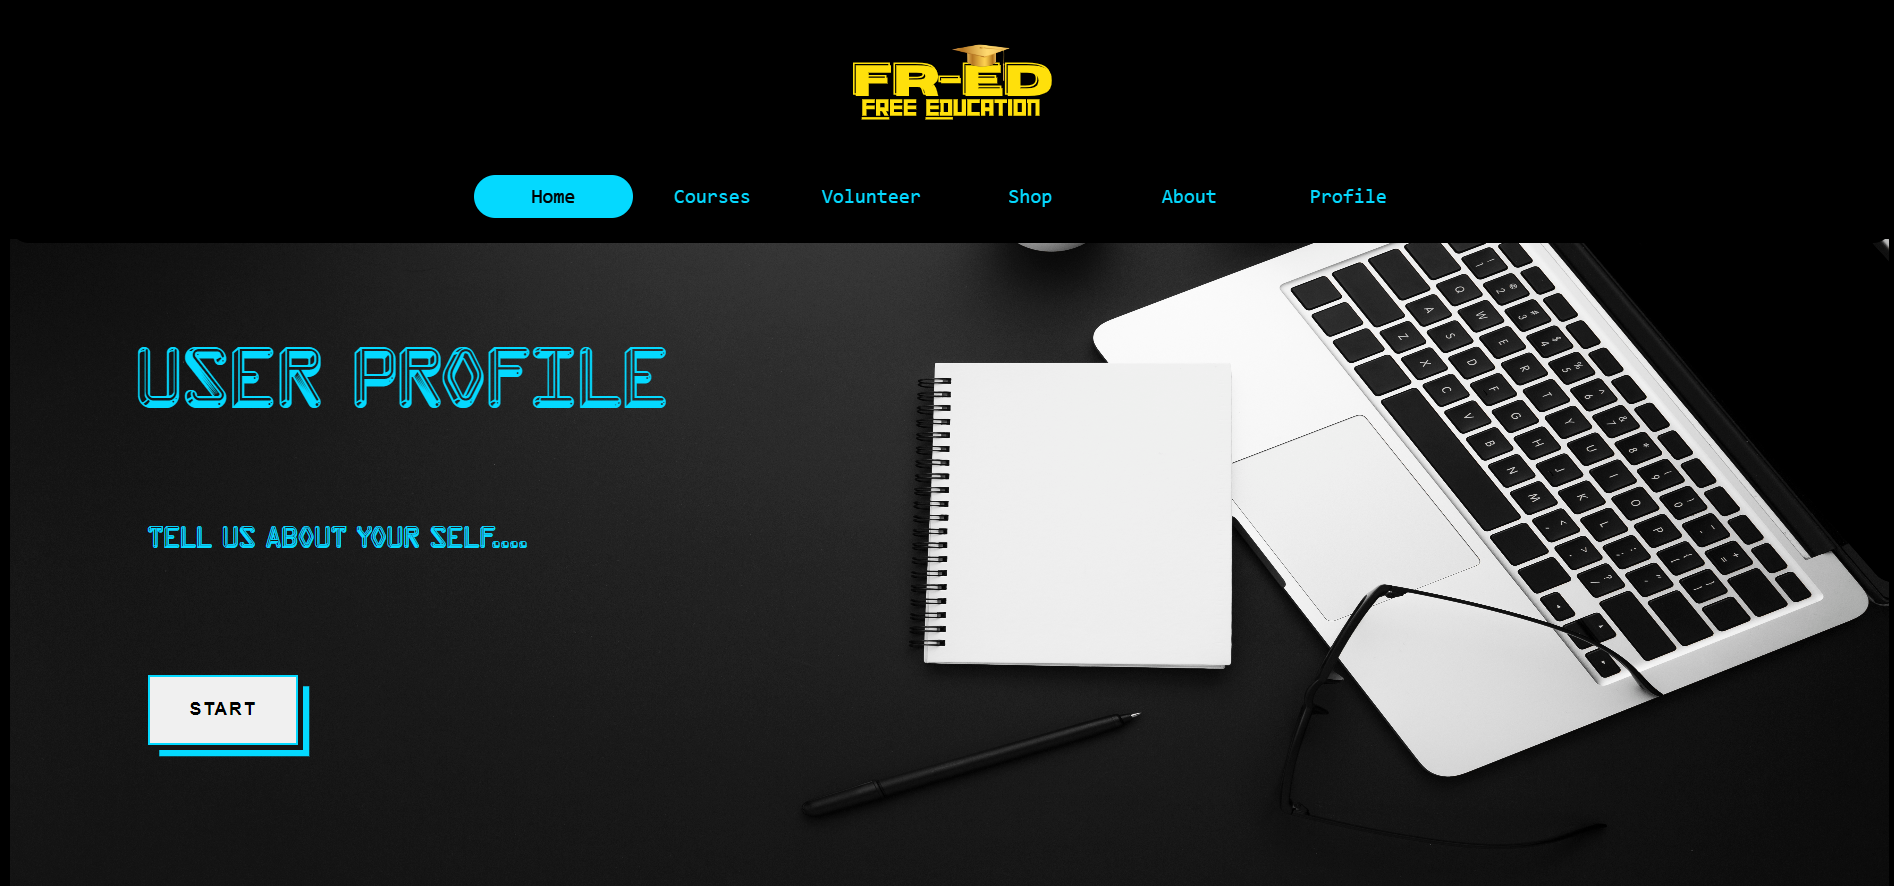 FR-ED
FREE EDUCATION
Home Courses Volunteer Shop About Profile
USER PROFILE
TELL US ABOUT YOUR SELF....
START